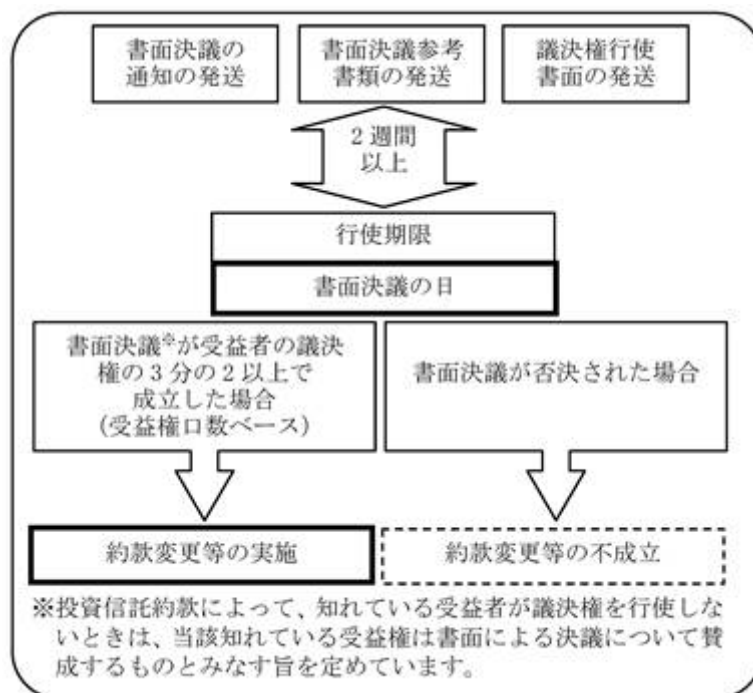 書面決議の
通知の発送
書面決議参考
書類の発送
議決権行使
書面の発送
2週間
以上
行使期限
書面決議の日
書面決議※が受益者の議決
権の3分の2以上で
成立した場合
(受益権口数ベース)
書面決議が否決された場合
約款変更等の実施
約款変更等の不成立
※投資信託約款によって、知れている受益者が議決権を行使しな
いときは、当該知れている受益権は書面による決議について賛
成するものとみなす旨を定めています。